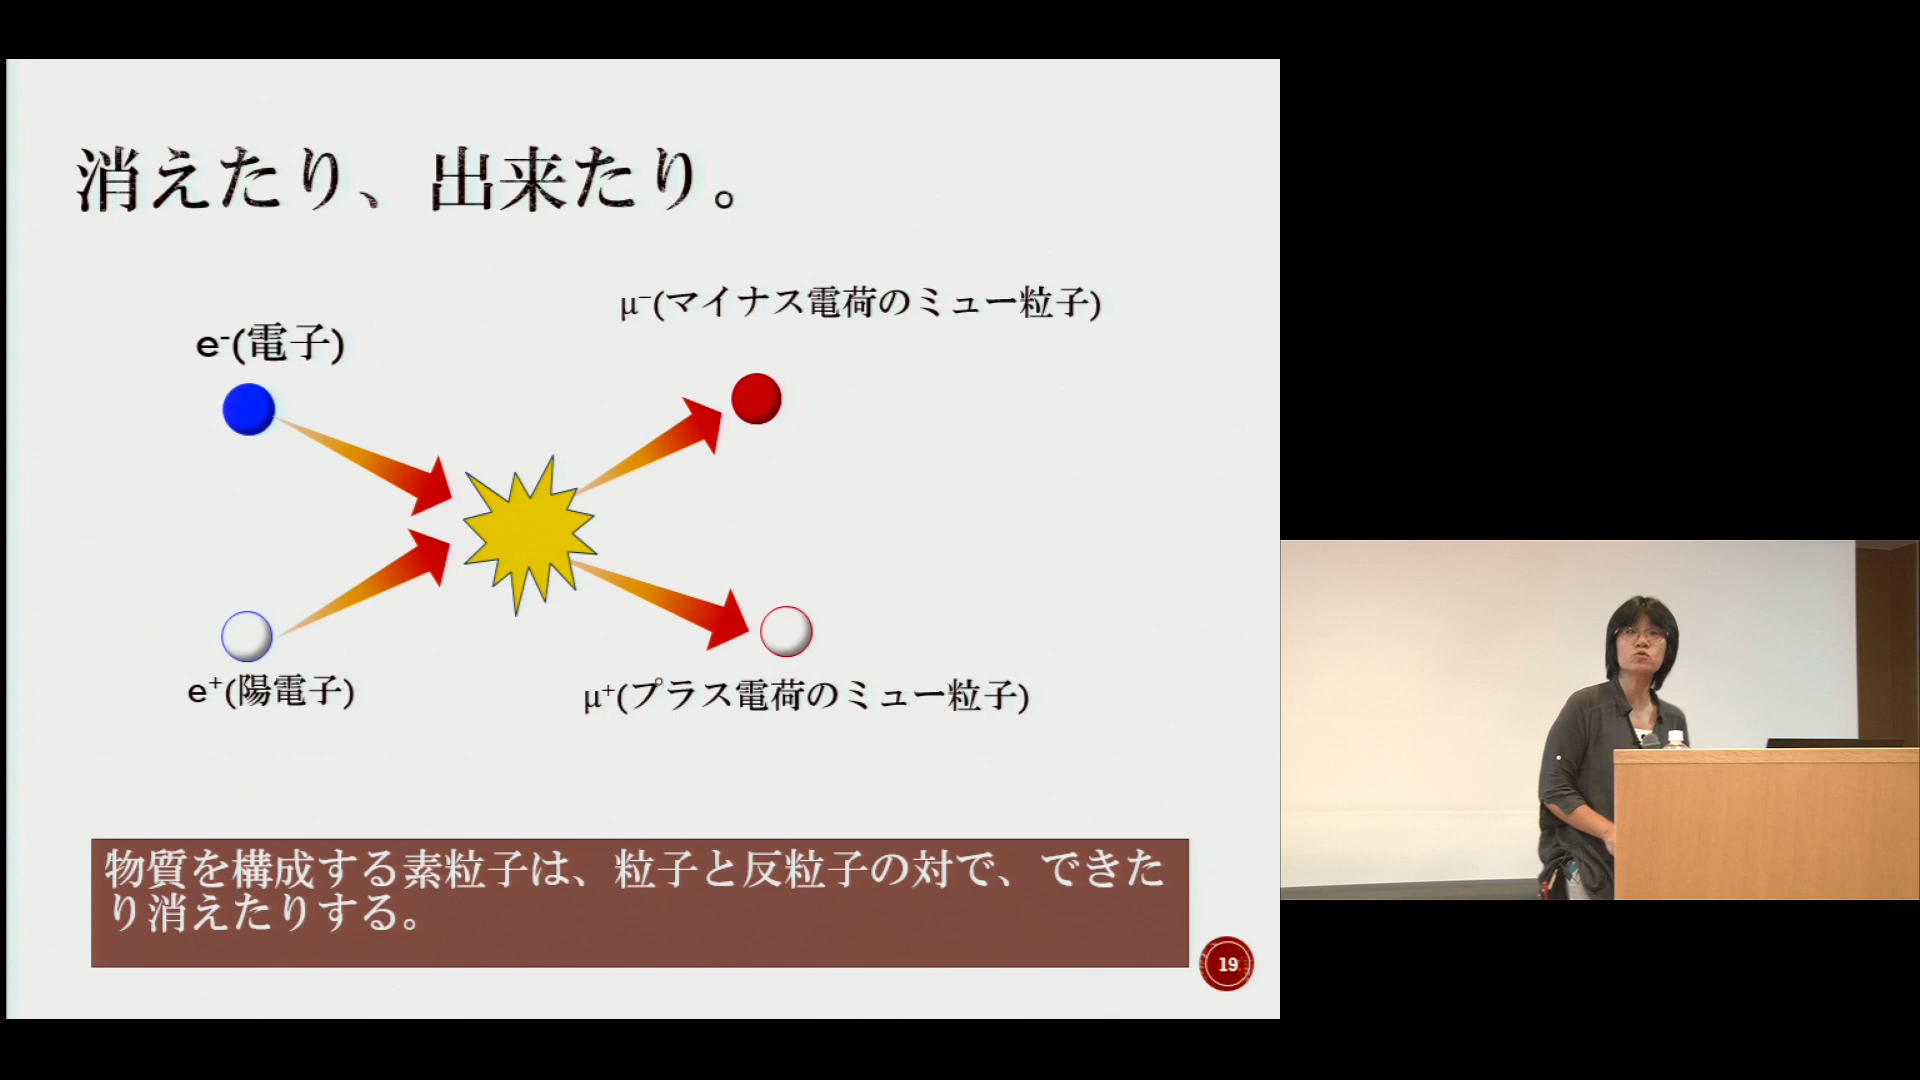 消えたり、出来たり。
μ⁻(マイナス電荷のミュー粒子)
e⁻(電子)
e⁺(陽電子)
μ⁺(プラス電荷のミュー粒子)
物質を構成する素粒子は、粒子と反粒子の対で、できた
り消えたりする。
19